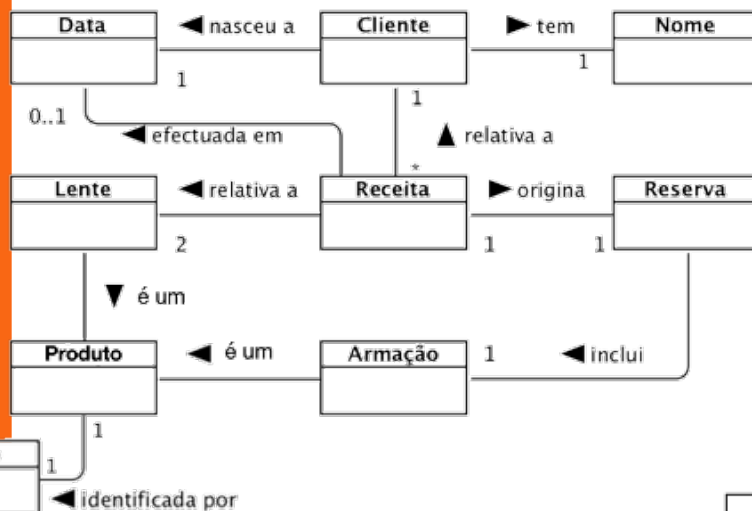 Data ◀ nasceu a Cliente ▶ tem Nome
1 1
0..1 1
◀ efectuada em ▲ relativa a
*
Lente ◀ relativa a Receita ▶ origina Reserva
2 1 1
▼ é um
Produto ◀ é um Armação 1 ◀ inclui
1
1
◀ identificada por